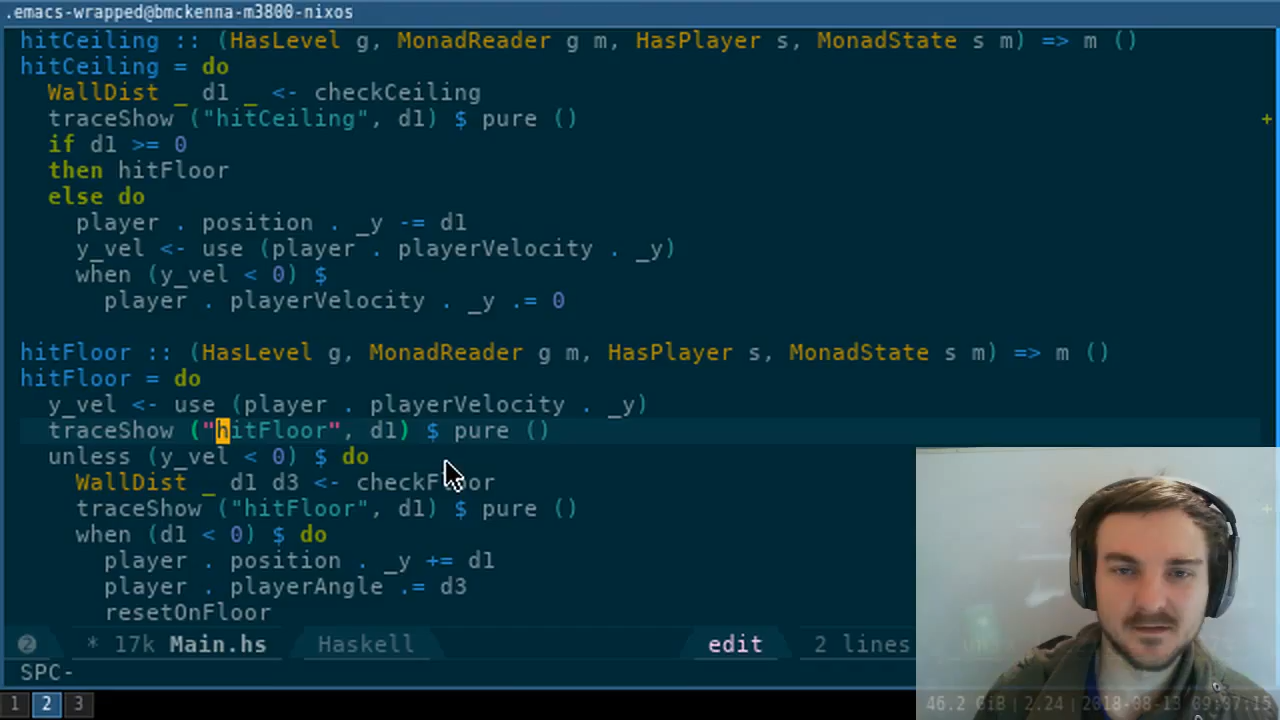 .emacs-wrapped@bmckenna-m3800-nixos
hitCeiling :: (HasLevel g, MonadReader g m, HasPlayer s, MonadState s m) => m ()
hitCeiling = do
  WallDist _ d1 _ <- checkCeiling
  traceShow ("hitCeiling", d1) $ pure ()
  if d1 >= 0
  then hitFloor
  else do
    player . position . _y -= d1
    y_vel <- use (player . playerVelocity . _y)
    when (y_vel < 0) $
      player . playerVelocity . _y .= 0
hitFloor :: (HasLevel g, MonadReader g m, HasPlayer s, MonadState s m) => m ()
hitFloor = do
  y_vel <- use (player . playerVelocity . _y)
  traceShow ("hitFloor", d1) $ pure ()
  unless (y_vel < 0) $ do
    WallDist _ d1 d3 <- checkFloor
    traceShow ("hitFloor", d1) $ pure ()
    when (d1 < 0) $ do
      player . position . _y += d1
      player . playerAngle .= d3
      resetOnFloor
2 * 17k Main.hs Haskell edit 2 lines
SPC-
1 2 3 46.2 GiB | 2.24 | 2018-08-13 09:07:15